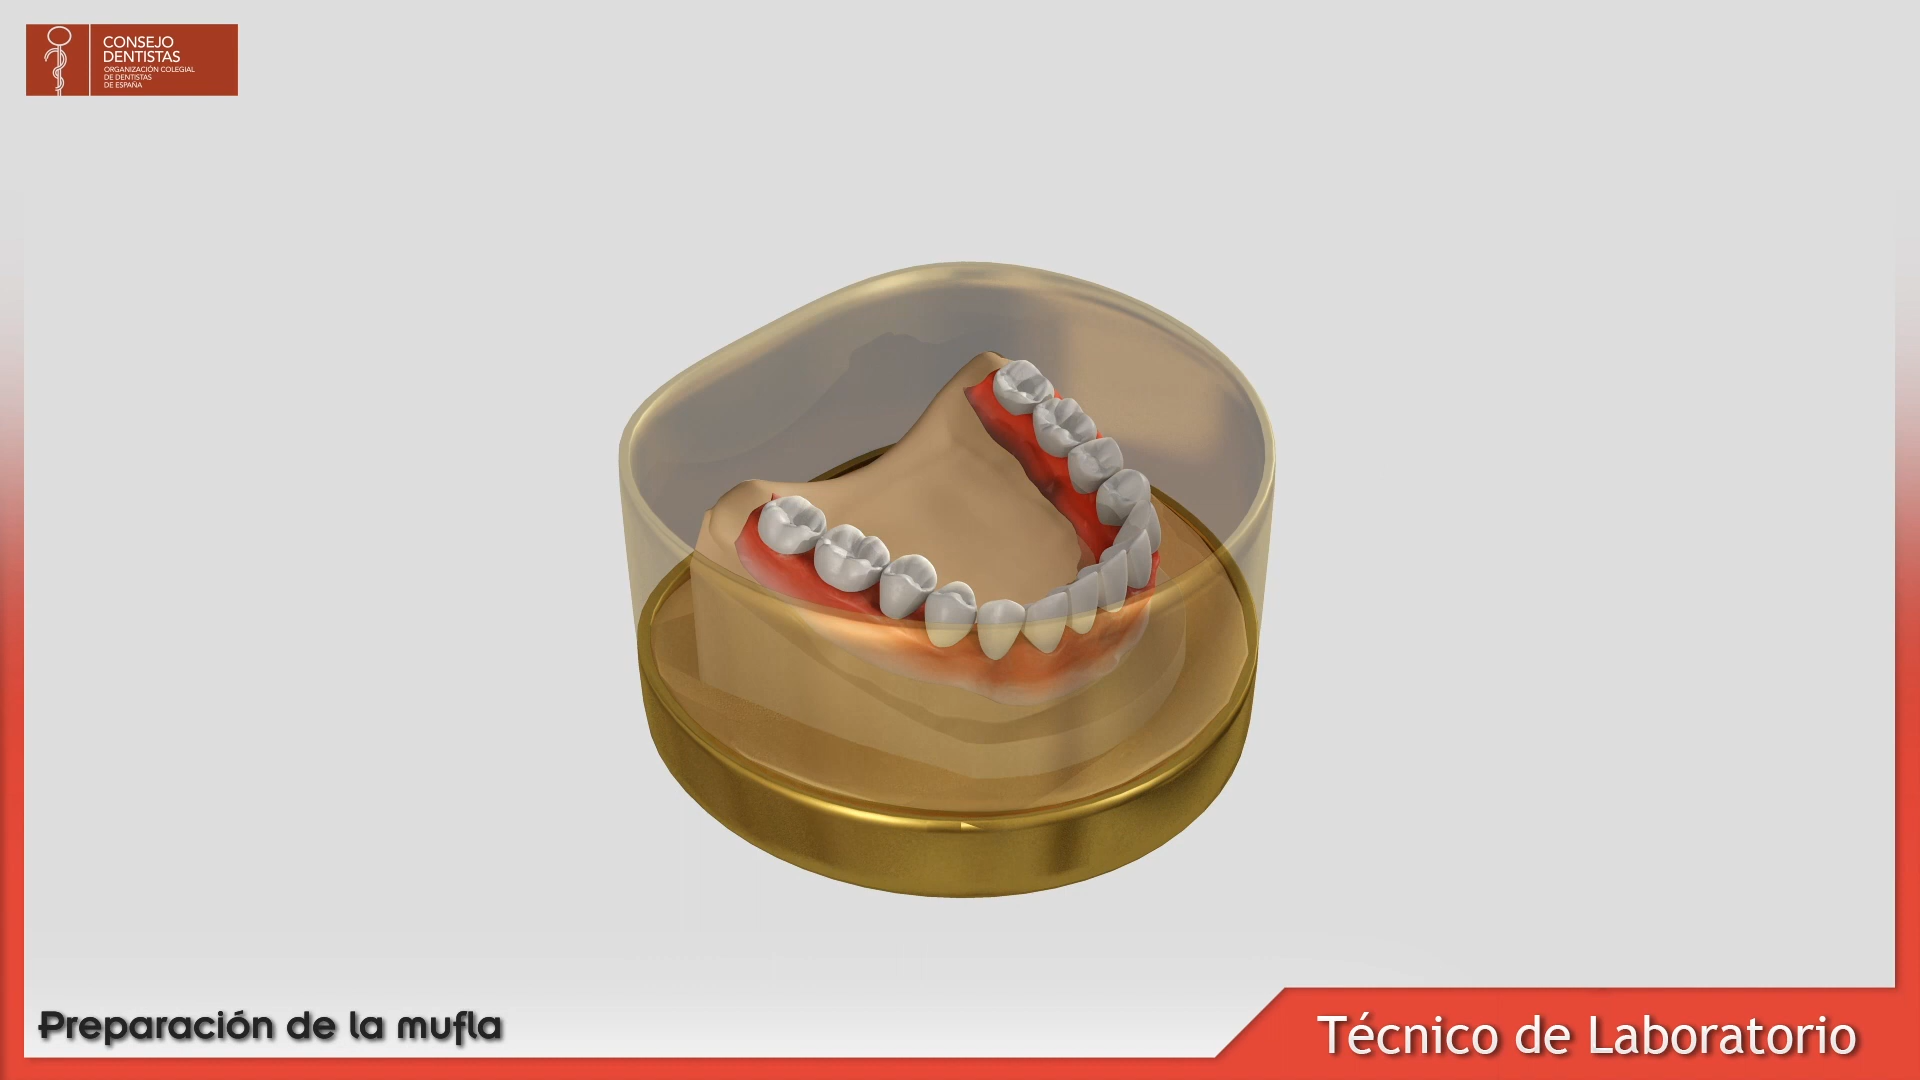 CONSEJO
DENTISTAS
ORGANIZACIÓN COLEGIAL
DE DENTISTAS
DE ESPAÑA
Preparación de la mufla
Técnico de Laboratorio